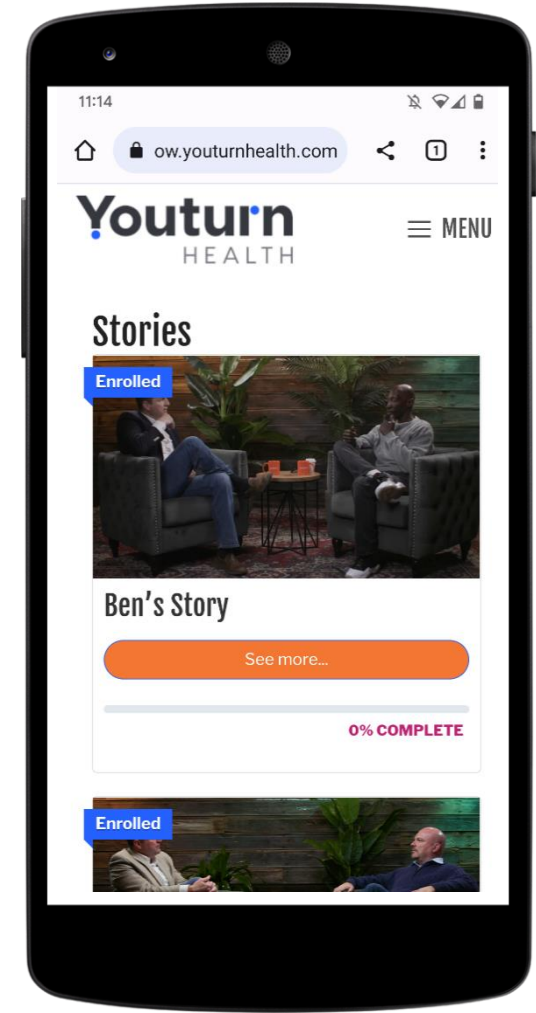 11:14
ow.youturnhealth.com
1
Youturn
HEALTH
MENU
Stories
Enrolled
Ben's Story
See more...
0% COMPLETE
Enrolled